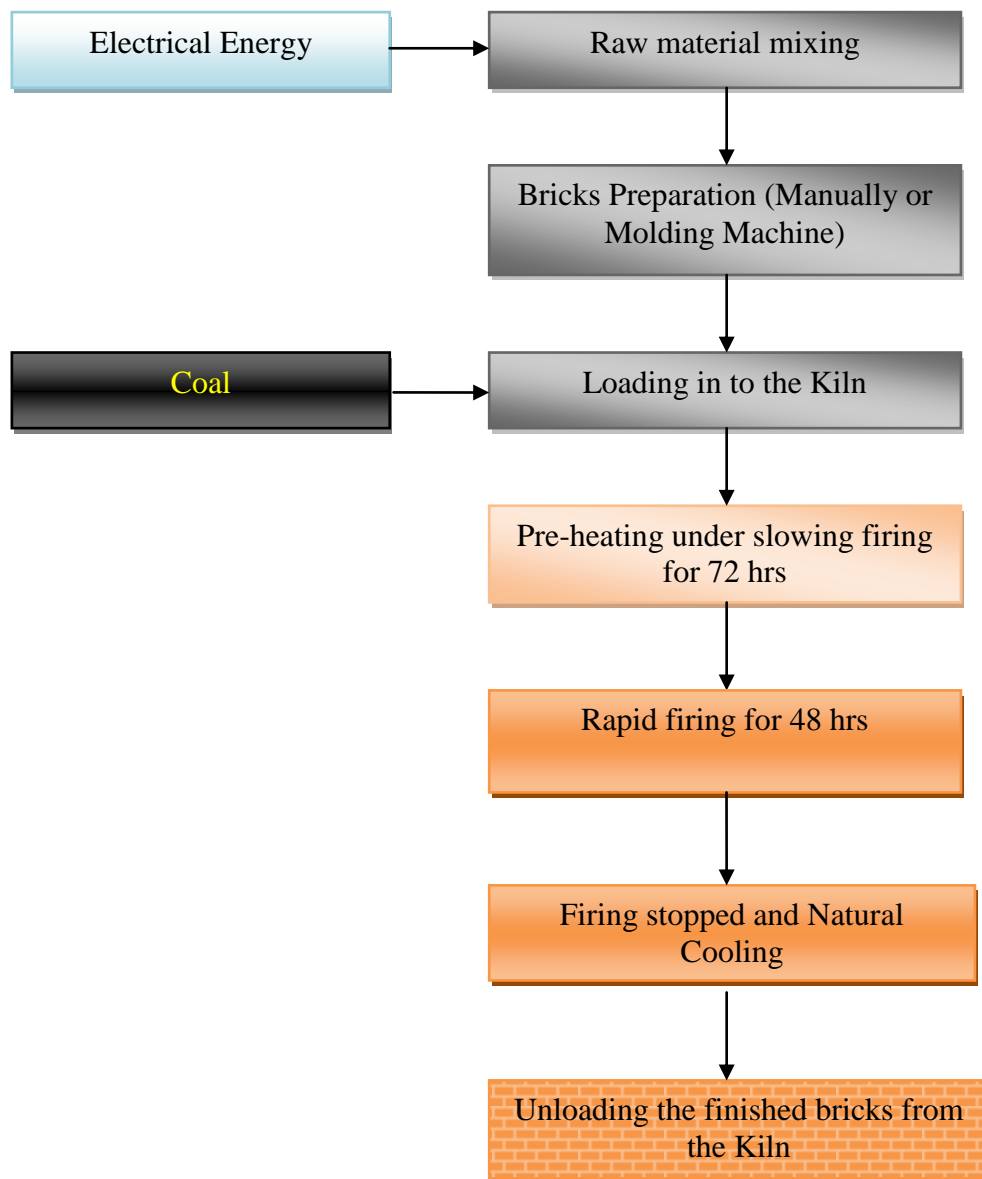 Electrical Energy
Raw material mixing
Bricks Preparation (Manually or
Molding Machine)
Coal
Loading in to the Kiln
Pre-heating under slowing firing
for 72 hrs
Rapid firing for 48 hrs
Firing stopped and Natural
Cooling
Unloading the finished bricks from
the Kiln